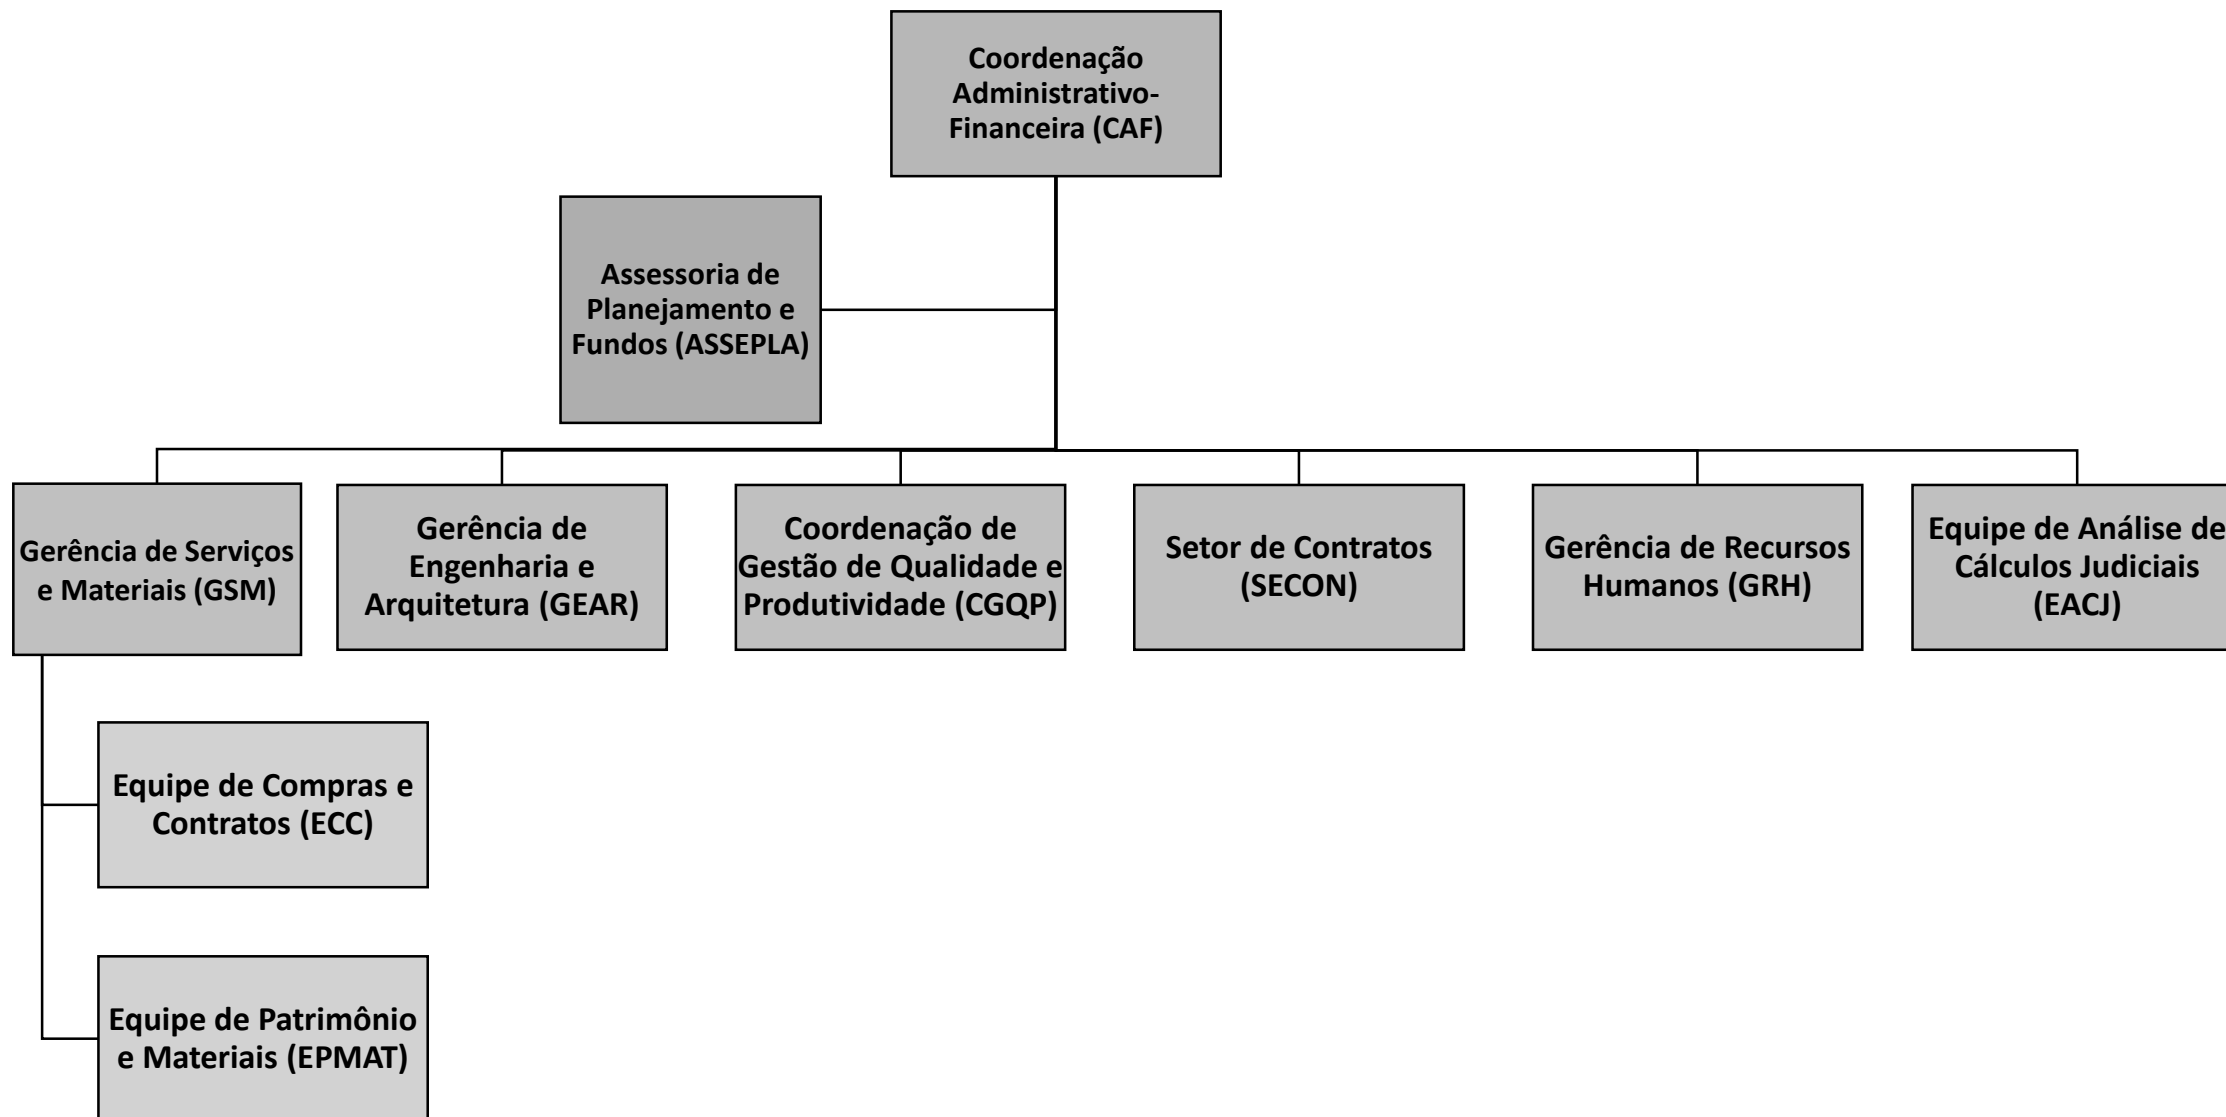 Coordenação
Administrativo-
Financeira (CAF)
Assessoria de
Planejamento e
Fundos (ASSEPLA)
Gerência de Serviços
e Materiais (GSM)
Gerência de
Engenharia e
Arquitetura (GEAR)
Coordenação de
Gestão de Qualidade e
Produtividade (CGQP)
Setor de Contratos
(SECON)
Gerência de Recursos
Humanos (GRH)
Equipe de Análise de
Cálculos Judiciais
(EACJ)
Equipe de Compras e
Contratos (ECC)
Equipe de Patrimônio
e Materiais (EPMAT)